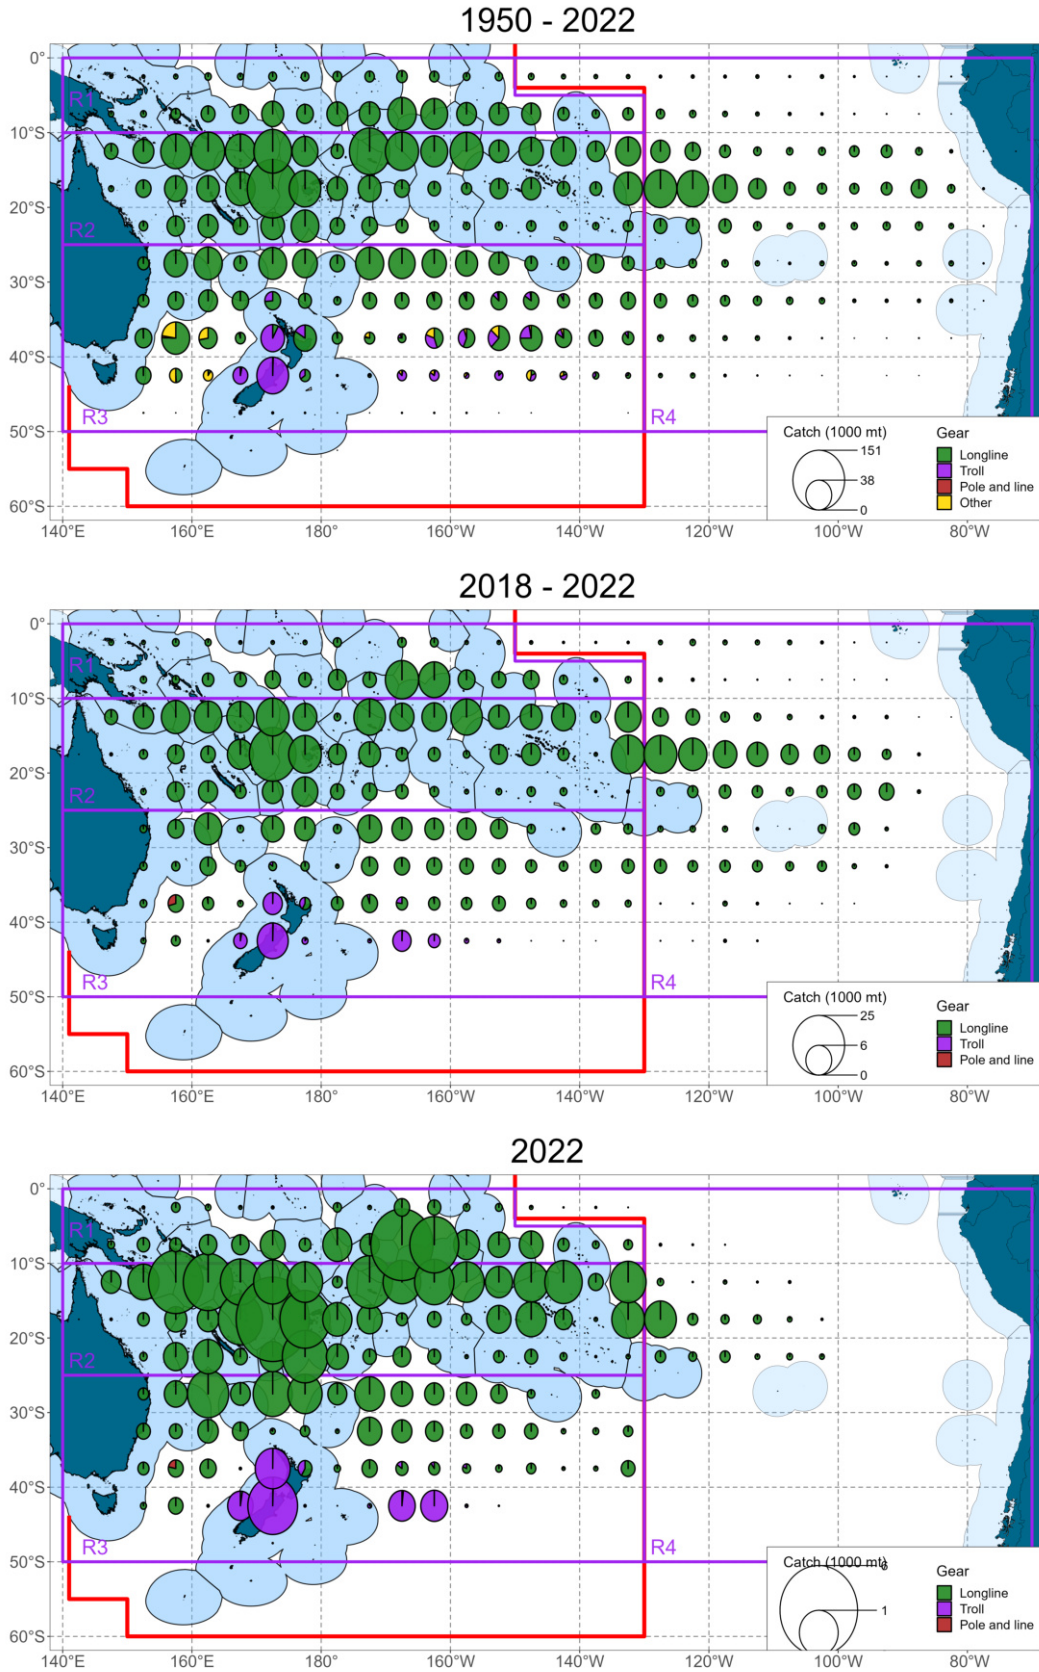 1950 - 2022
0°
R1
10°S
20°S
R2
30°S
40°S
R3
R4
50°S
60°S
Catch (1000 mt)
151
38
0
Gear
Longline
Troll
Pole and line
Other
140°E
160°E
180°
160°W
140°W
120°W
100°W
80°W
2018 - 2022
0°
R1
10°S
20°S
R2
30°S
40°S
R3
R4
50°S
60°S
Catch (1000 mt)
25
6
0
Gear
Longline
Troll
Pole and line
140°E
160°E
180°
160°W
140°W
120°W
100°W
80°W
2022
0°
R1
10°S
20°S
R2
30°S
40°S
R3
R4
50°S
60°S
Catch (1000 mt)
6
1
Gear
Longline
Troll
Pole and line
140°E
160°E
180°
160°W
140°W
120°W
100°W
80°W